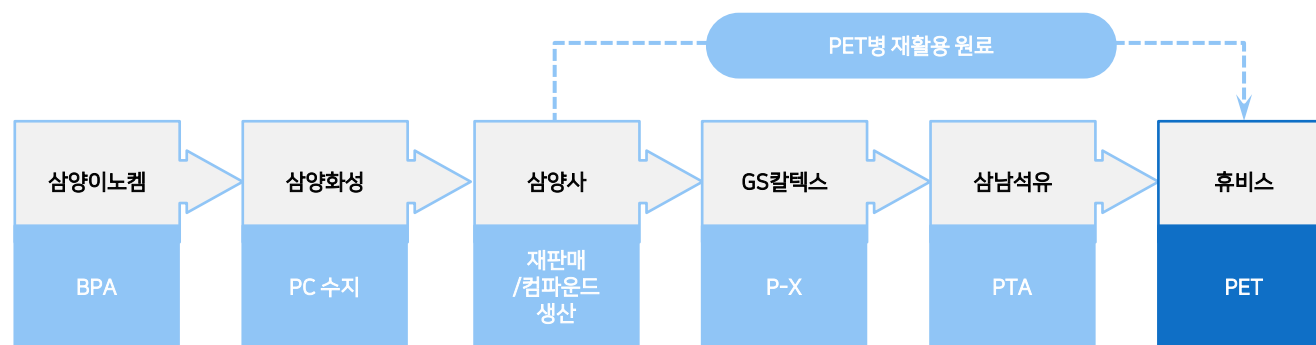 PET병 재활용 원료
삼양이노켐
삼양화성
삼양사
GS칼텍스
삼남석유
휴비스
BPA
PC 수지
재판매
/컴파운드
생산
P-X
PTA
PET